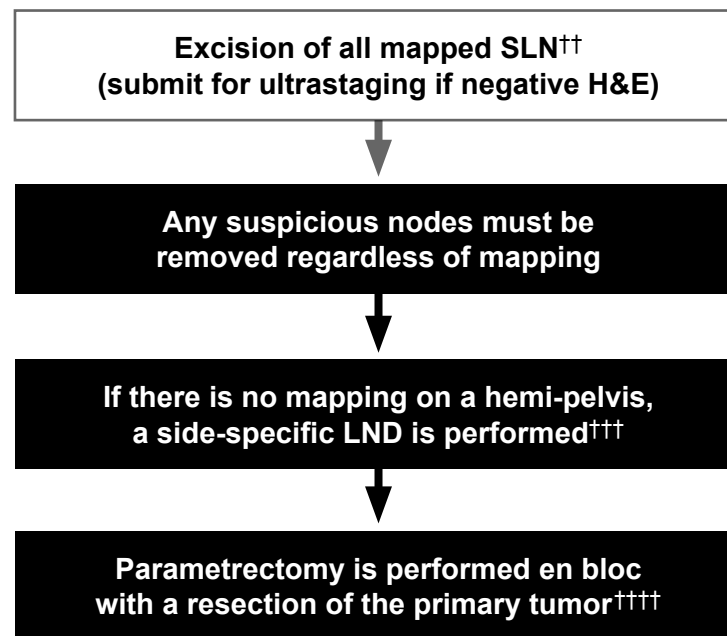 Excision of all mapped SLN††
(submit for ultrastaging if negative H&E)
Any suspicious nodes must be
removed regardless of mapping
If there is no mapping on a hemi-pelvis,
a side-specific LND is performed†††
Parametrectomy is performed en bloc
with a resection of the primary tumor††††